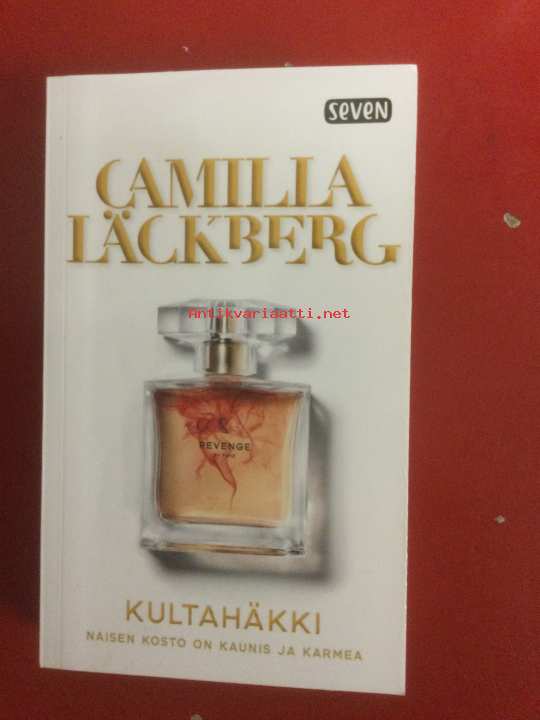 seven
CAMILLA
LÄCKBERG
Antikvariaatti.net
REVENGE
KULTAHÄKKI
NAISEN KOSTO ON KAUNIS JA KARMEA